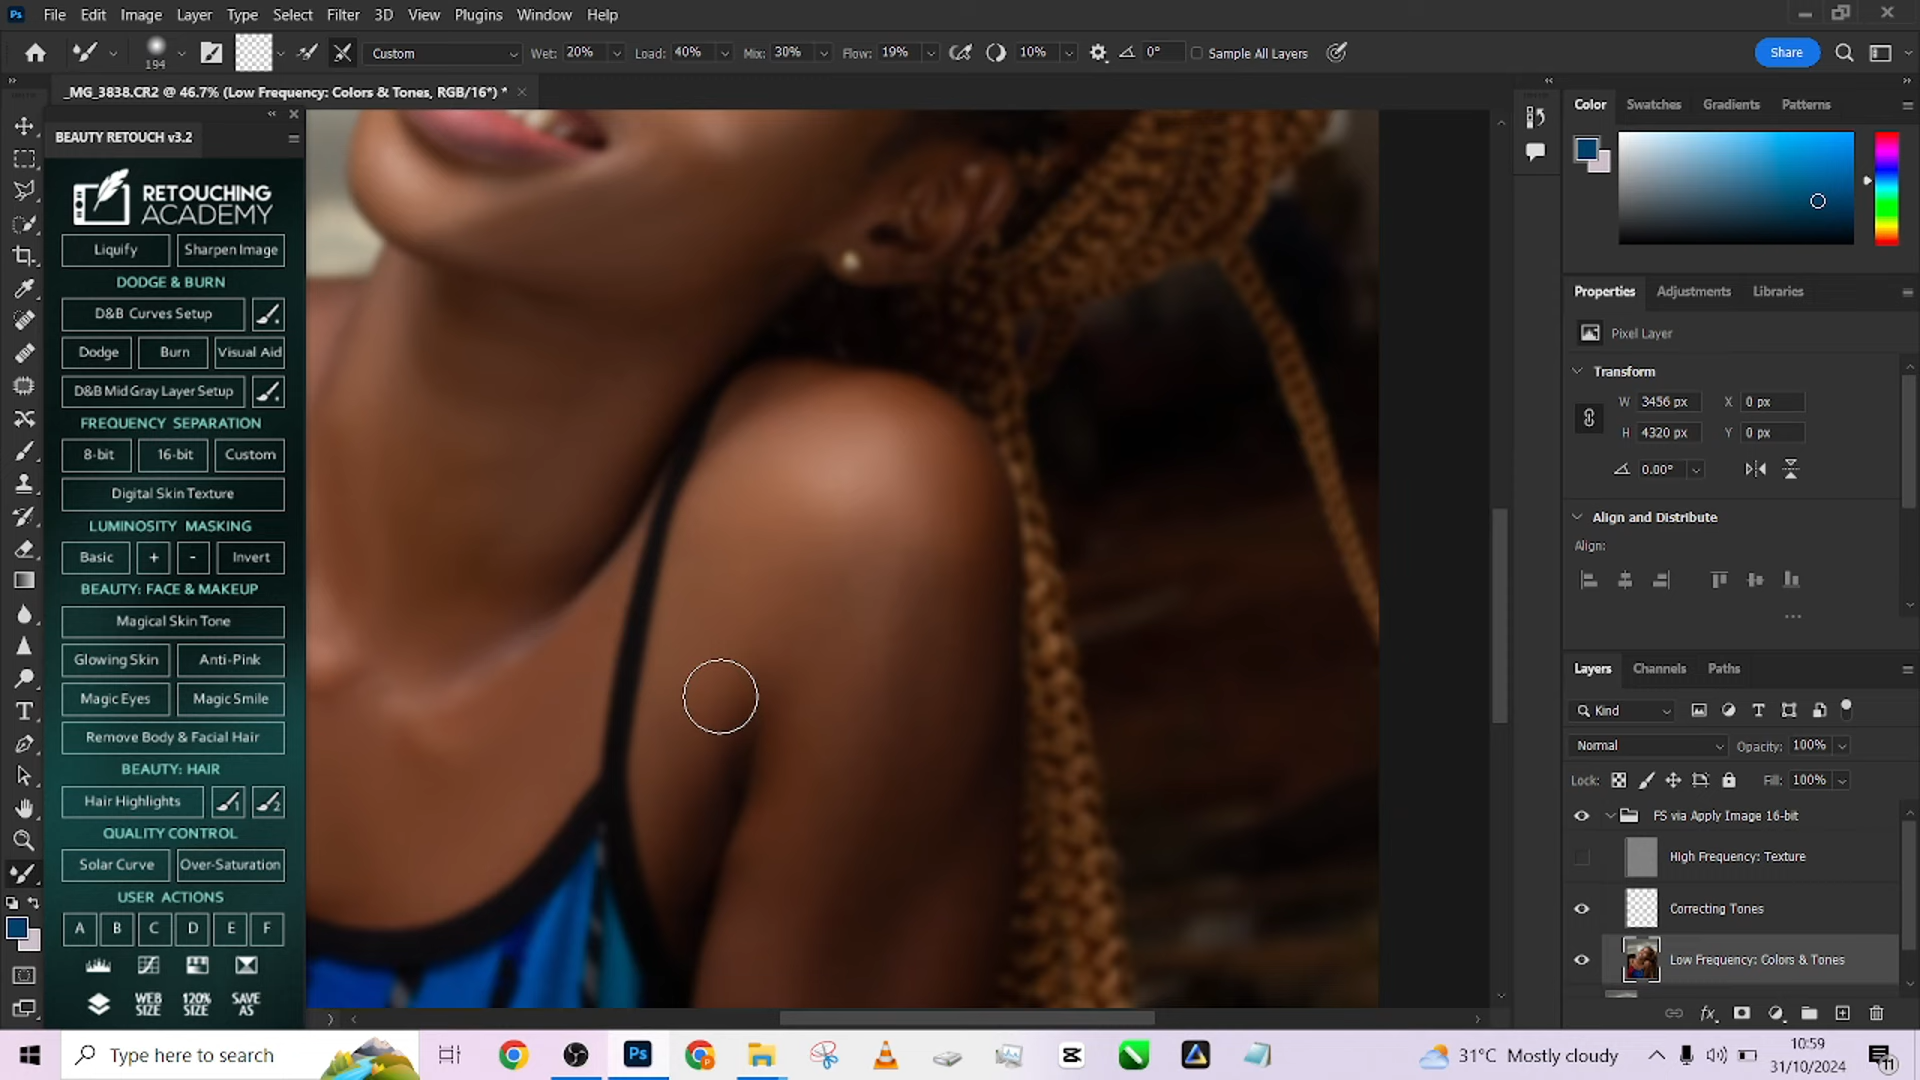 File Edit Image Layer Type Select Filter 3D View Plugins Window Help
194 Custom Wet: 20% Load: 40% Mix: 30% Flow: 19% 10% 0° Sample All Layers Share
_MG_3838.CR2 @ 46.7% (Low Frequency: Colors & Tones, RGB/16*) *
BEAUTY RETOUCH v3.2
RETOUCHING
ACADEMY
Liquify Sharpen Image
DODGE & BURN
D&B Curves Setup
Dodge Burn Visual Aid
D&B Mid Gray Layer Setup
FREQUENCY SEPARATION
8-bit 16-bit Custom
Digital Skin Texture
LUMINOSITY MASKING
Basic + - Invert
BEAUTY: FACE & MAKEUP
Magical Skin Tone
Glowing Skin Anti-Pink
Magic Eyes Magic Smile
Remove Body & Facial Hair
BEAUTY: HAIR
Hair Highlights 1 2
QUALITY CONTROL
Solar Curve Over-Saturation
USER ACTIONS
A B C D E F
WEB SIZE 120% SIZE SAVE AS
Color Swatches Gradients Patterns
Properties Adjustments Libraries
Pixel Layer
Transform
W 3456 px X 0 px
H 4320 px Y 0 px
0.00°
Align and Distribute
Align:
Layers Channels Paths
Kind
Normal Opacity: 100%
Lock: Fill: 100%
FS via Apply Image 16-bit
High Frequency: Texture
Correcting Tones
Low Frequency: Colors & Tones
fx
Type here to search
Ps
31°C Mostly cloudy
10:59
31/10/2024
11